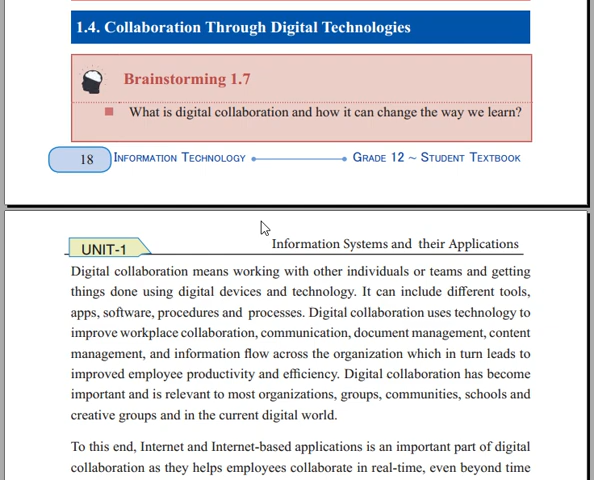 1.4. Collaboration Through Digital Technologies
Brainstorming 1.7
What is digital collaboration and how it can change the way we learn?
18 Information Technology Grade 12 ~ Student Textbook
UNIT-1 Information Systems and their Applications
Digital collaboration means working with other individuals or teams and getting
things done using digital devices and technology. It can include different tools,
apps, software, procedures and processes. Digital collaboration uses technology to
improve workplace collaboration, communication, document management, content
management, and information flow across the organization which in turn leads to
improved employee productivity and efficiency. Digital collaboration has become
important and is relevant to most organizations, groups, communities, schools and
creative groups and in the current digital world.
To this end, Internet and Internet-based applications is an important part of digital
collaboration as they helps employees collaborate in real-time, even beyond time